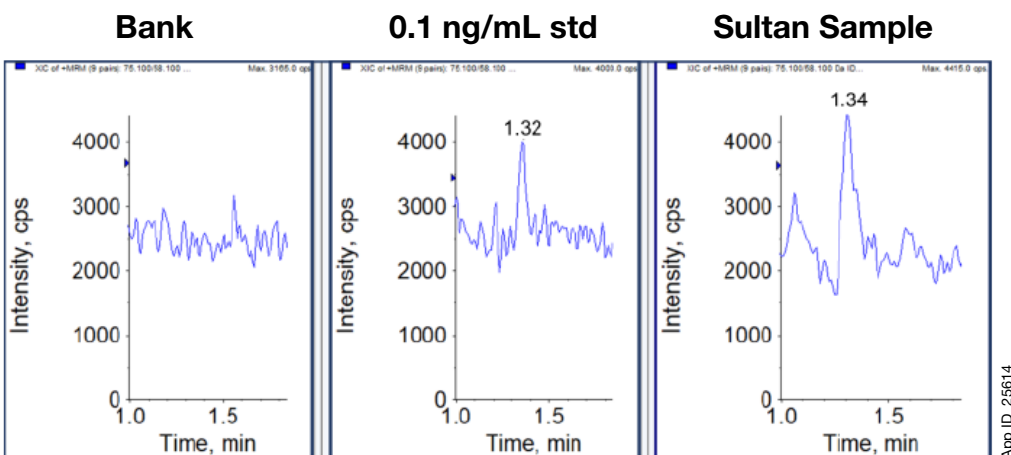 Bank
0.1 ng/mL std
Sultan Sample
XIC of +MRM (9 pairs): 75.100/58.100 ...
Max. 3165.0 cps
XIC of +MRM (9 pairs): 75.100/58.100 ...
Max. 4003.0 cps
XIC of +MRM (9 pairs): 75.100/58.100 Da ID...
Max. 4415.0 cps
Intensity, cps
4000
3000
2000
1000
0
1.0
1.5
Time, min
Intensity, cps
1.32
4000
3000
2000
1000
0
1.0
1.5
Time, min
Intensity, cps
1.34
4000
3000
2000
1000
0
1.0
1.5
Time, min
App ID 25614